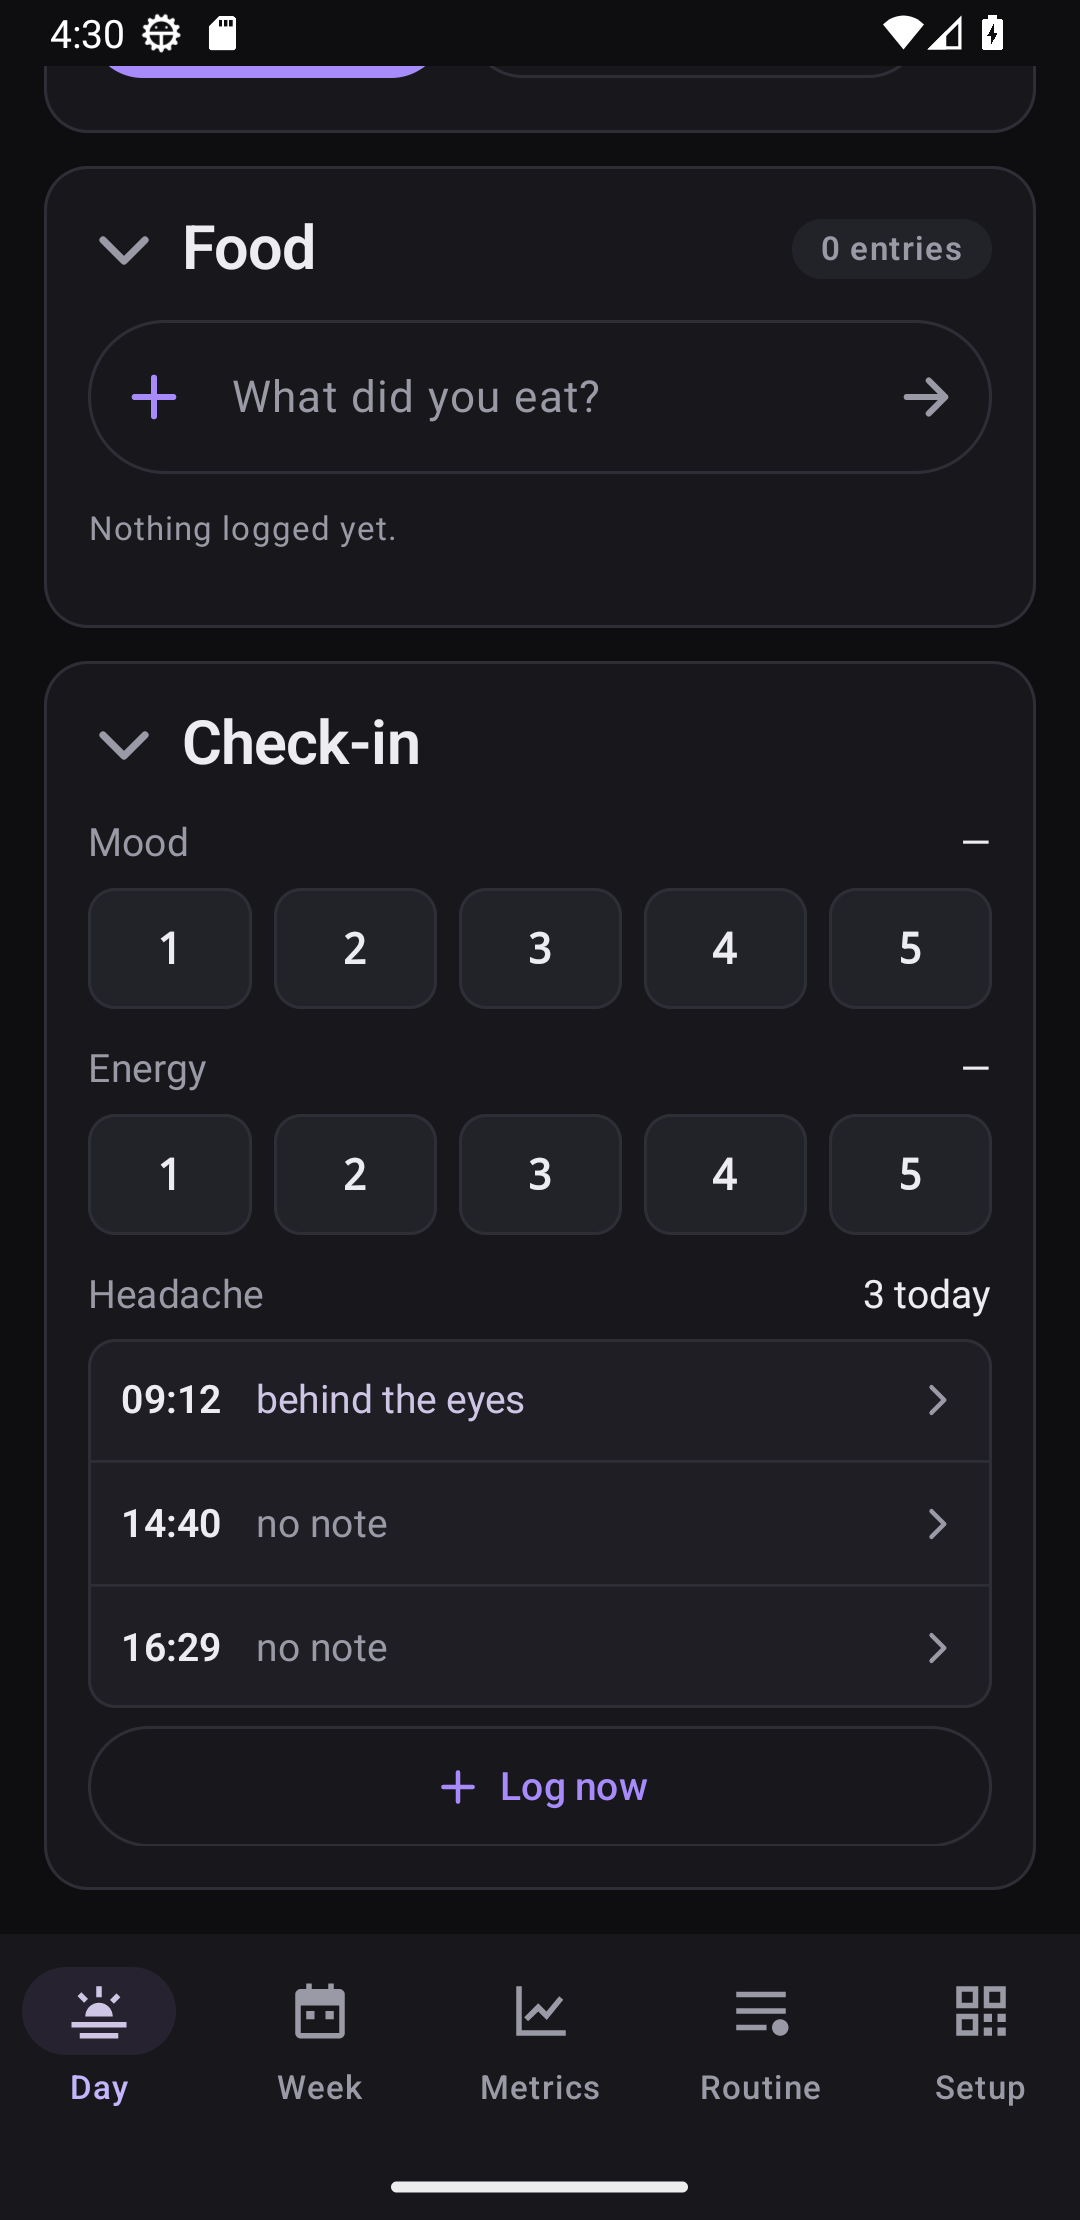 4:30
Food
0 entries
What did you eat?
Nothing logged yet.
Check-in
Mood –
1 2 3 4 5
Energy –
1 2 3 4 5
Headache 3 today
09:12 behind the eyes
14:40 no note
16:29 no note
Log now
Day Week Metrics Routine Setup